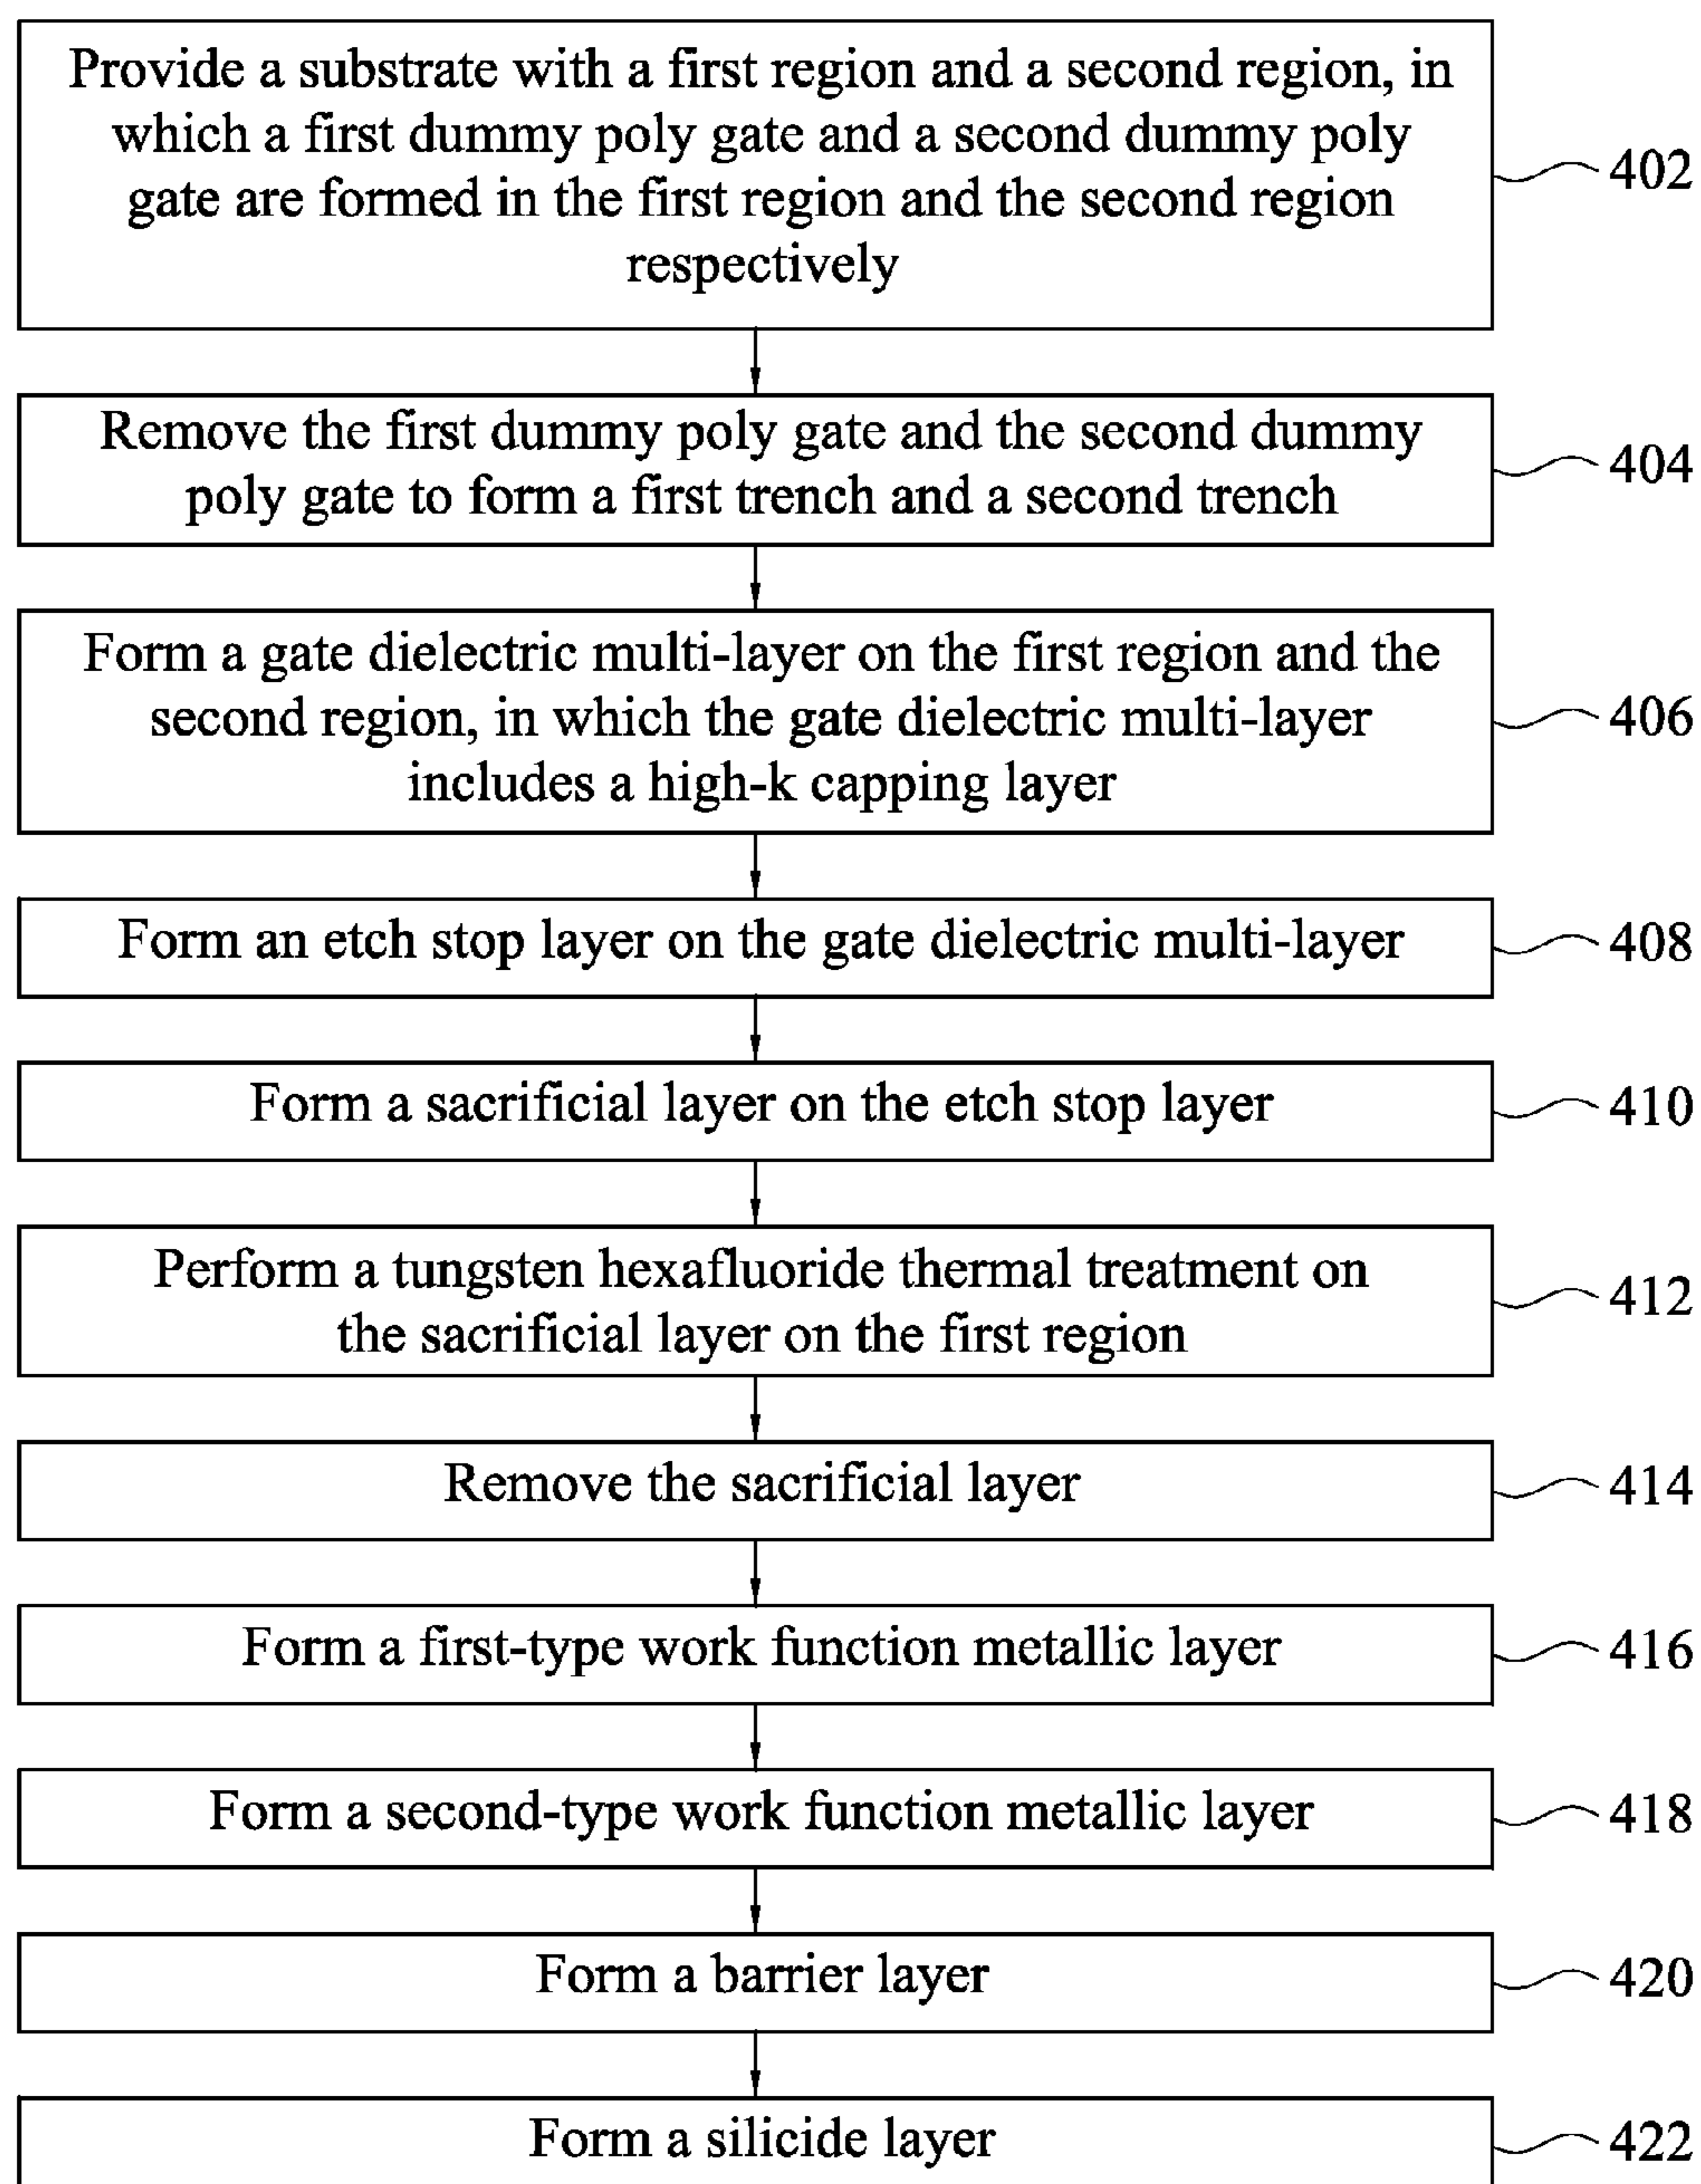 Provide a substrate with a first region and a second region, in
which a first dummy poly gate and a second dummy poly
gate are formed in the first region and the second region
respectively
402
Remove the first dummy poly gate and the second dummy
poly gate to form a first trench and a second trench
404
Form a gate dielectric multi-layer on the first region and the
second region, in which the gate dielectric multi-layer
includes a high-k capping layer
406
Form an etch stop layer on the gate dielectric multi-layer
408
Form a sacrificial layer on the etch stop layer
410
Perform a tungsten hexafluoride thermal treatment on
the sacrificial layer on the first region
412
Remove the sacrificial layer
414
Form a first-type work function metallic layer
416
Form a second-type work function metallic layer
418
Form a barrier layer
420
Form a silicide layer
422